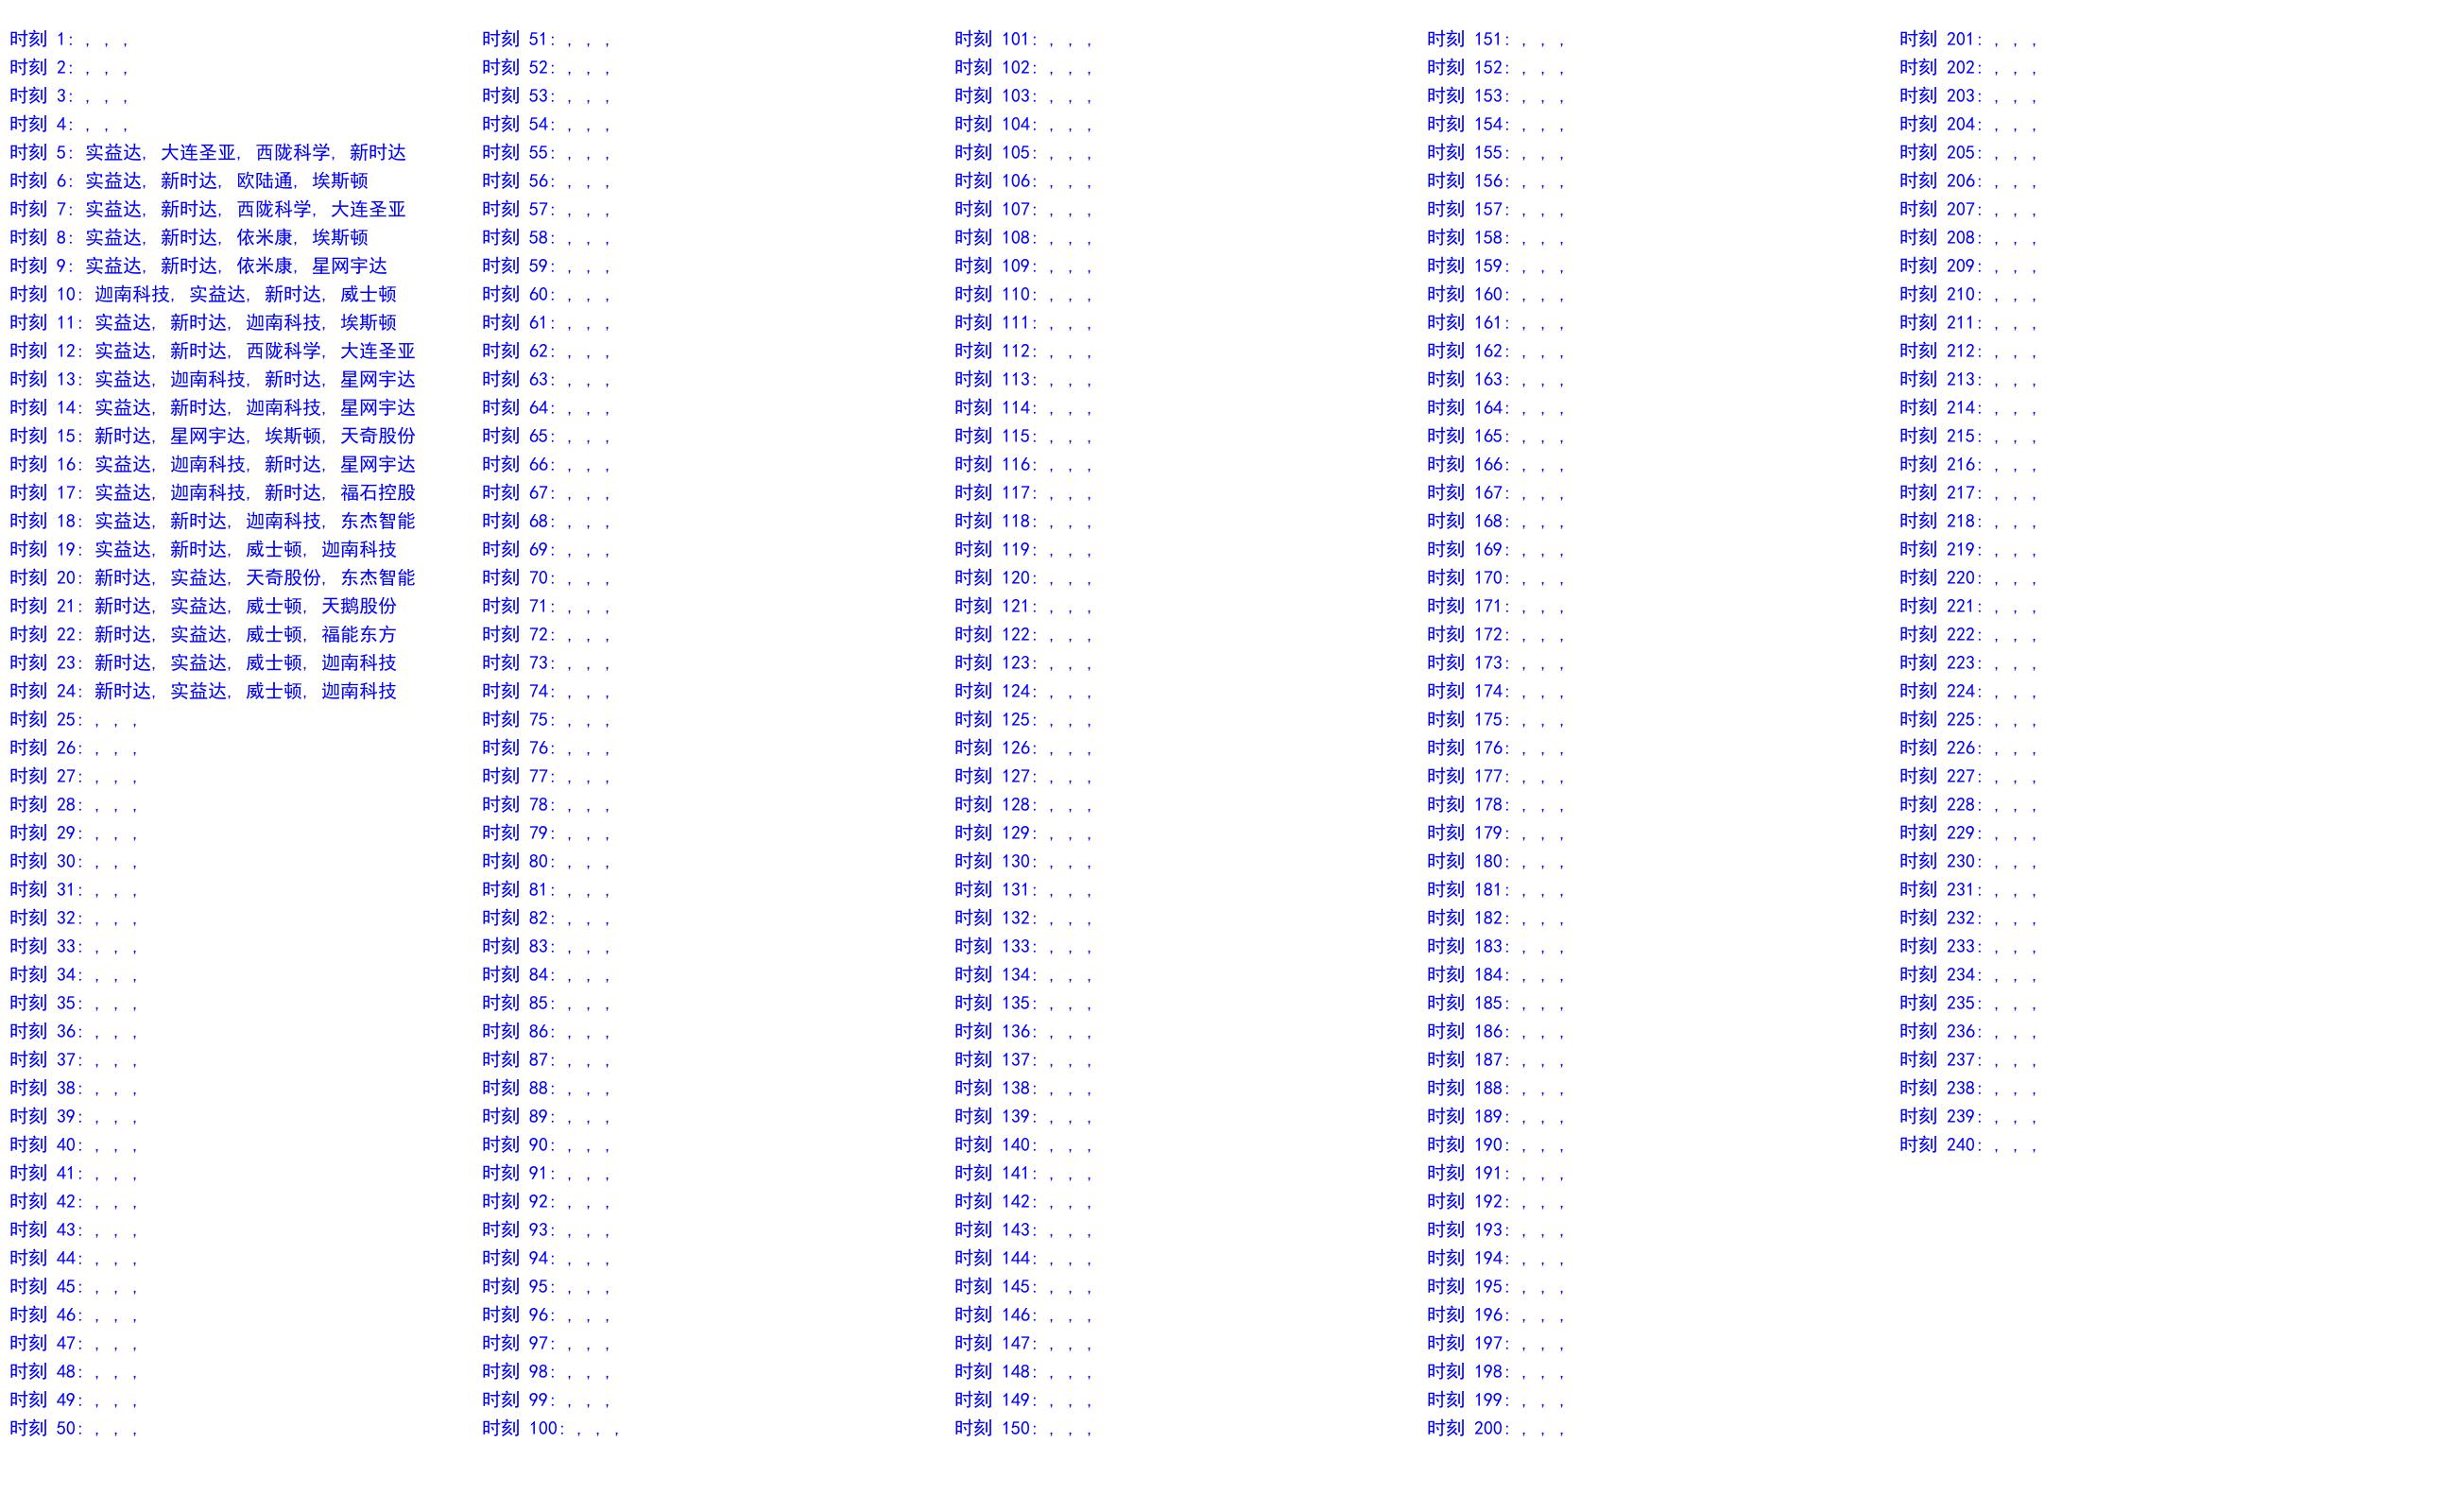 时刻 1: , , ,
时刻 2: , , ,
时刻 3: , , ,
时刻 4: , , ,
时刻 5: 实益达, 大连圣亚, 西陇科学, 新时达
时刻 6: 实益达, 新时达, 欧陆通, 埃斯顿
时刻 7: 实益达, 新时达, 西陇科学, 大连圣亚
时刻 8: 实益达, 新时达, 依米康, 埃斯顿
时刻 9: 实益达, 新时达, 依米康, 星网宇达
时刻 10: 迦南科技, 实益达, 新时达, 威士顿
时刻 11: 实益达, 新时达, 迦南科技, 埃斯顿
时刻 12: 实益达, 新时达, 西陇科学, 大连圣亚
时刻 13: 实益达, 迦南科技, 新时达, 星网宇达
时刻 14: 实益达, 新时达, 迦南科技, 星网宇达
时刻 15: 新时达, 星网宇达, 埃斯顿, 天奇股份
时刻 16: 实益达, 迦南科技, 新时达, 星网宇达
时刻 17: 实益达, 迦南科技, 新时达, 福石控股
时刻 18: 实益达, 新时达, 迦南科技, 东杰智能
时刻 19: 实益达, 新时达, 威士顿, 迦南科技
时刻 20: 新时达, 实益达, 天奇股份, 东杰智能
时刻 21: 新时达, 实益达, 威士顿, 天鹅股份
时刻 22: 新时达, 实益达, 威士顿, 福能东方
时刻 23: 新时达, 实益达, 威士顿, 迦南科技
时刻 24: 新时达, 实益达, 威士顿, 迦南科技
时刻 25: , , ,
时刻 26: , , ,
时刻 27: , , ,
时刻 28: , , ,
时刻 29: , , ,
时刻 30: , , ,
时刻 31: , , ,
时刻 32: , , ,
时刻 33: , , ,
时刻 34: , , ,
时刻 35: , , ,
时刻 36: , , ,
时刻 37: , , ,
时刻 38: , , ,
时刻 39: , , ,
时刻 40: , , ,
时刻 41: , , ,
时刻 42: , , ,
时刻 43: , , ,
时刻 44: , , ,
时刻 45: , , ,
时刻 46: , , ,
时刻 47: , , ,
时刻 48: , , ,
时刻 49: , , ,
时刻 50: , , ,
时刻 51: , , ,
时刻 52: , , ,
时刻 53: , , ,
时刻 54: , , ,
时刻 55: , , ,
时刻 56: , , ,
时刻 57: , , ,
时刻 58: , , ,
时刻 59: , , ,
时刻 60: , , ,
时刻 61: , , ,
时刻 62: , , ,
时刻 63: , , ,
时刻 64: , , ,
时刻 65: , , ,
时刻 66: , , ,
时刻 67: , , ,
时刻 68: , , ,
时刻 69: , , ,
时刻 70: , , ,
时刻 71: , , ,
时刻 72: , , ,
时刻 73: , , ,
时刻 74: , , ,
时刻 75: , , ,
时刻 76: , , ,
时刻 77: , , ,
时刻 78: , , ,
时刻 79: , , ,
时刻 80: , , ,
时刻 81: , , ,
时刻 82: , , ,
时刻 83: , , ,
时刻 84: , , ,
时刻 85: , , ,
时刻 86: , , ,
时刻 87: , , ,
时刻 88: , , ,
时刻 89: , , ,
时刻 90: , , ,
时刻 91: , , ,
时刻 92: , , ,
时刻 93: , , ,
时刻 94: , , ,
时刻 95: , , ,
时刻 96: , , ,
时刻 97: , , ,
时刻 98: , , ,
时刻 99: , , ,
时刻 100: , , ,
时刻 101: , , ,
时刻 102: , , ,
时刻 103: , , ,
时刻 104: , , ,
时刻 105: , , ,
时刻 106: , , ,
时刻 107: , , ,
时刻 108: , , ,
时刻 109: , , ,
时刻 110: , , ,
时刻 111: , , ,
时刻 112: , , ,
时刻 113: , , ,
时刻 114: , , ,
时刻 115: , , ,
时刻 116: , , ,
时刻 117: , , ,
时刻 118: , , ,
时刻 119: , , ,
时刻 120: , , ,
时刻 121: , , ,
时刻 122: , , ,
时刻 123: , , ,
时刻 124: , , ,
时刻 125: , , ,
时刻 126: , , ,
时刻 127: , , ,
时刻 128: , , ,
时刻 129: , , ,
时刻 130: , , ,
时刻 131: , , ,
时刻 132: , , ,
时刻 133: , , ,
时刻 134: , , ,
时刻 135: , , ,
时刻 136: , , ,
时刻 137: , , ,
时刻 138: , , ,
时刻 139: , , ,
时刻 140: , , ,
时刻 141: , , ,
时刻 142: , , ,
时刻 143: , , ,
时刻 144: , , ,
时刻 145: , , ,
时刻 146: , , ,
时刻 147: , , ,
时刻 148: , , ,
时刻 149: , , ,
时刻 150: , , ,
时刻 151: , , ,
时刻 152: , , ,
时刻 153: , , ,
时刻 154: , , ,
时刻 155: , , ,
时刻 156: , , ,
时刻 157: , , ,
时刻 158: , , ,
时刻 159: , , ,
时刻 160: , , ,
时刻 161: , , ,
时刻 162: , , ,
时刻 163: , , ,
时刻 164: , , ,
时刻 165: , , ,
时刻 166: , , ,
时刻 167: , , ,
时刻 168: , , ,
时刻 169: , , ,
时刻 170: , , ,
时刻 171: , , ,
时刻 172: , , ,
时刻 173: , , ,
时刻 174: , , ,
时刻 175: , , ,
时刻 176: , , ,
时刻 177: , , ,
时刻 178: , , ,
时刻 179: , , ,
时刻 180: , , ,
时刻 181: , , ,
时刻 182: , , ,
时刻 183: , , ,
时刻 184: , , ,
时刻 185: , , ,
时刻 186: , , ,
时刻 187: , , ,
时刻 188: , , ,
时刻 189: , , ,
时刻 190: , , ,
时刻 191: , , ,
时刻 192: , , ,
时刻 193: , , ,
时刻 194: , , ,
时刻 195: , , ,
时刻 196: , , ,
时刻 197: , , ,
时刻 198: , , ,
时刻 199: , , ,
时刻 200: , , ,
时刻 201: , , ,
时刻 202: , , ,
时刻 203: , , ,
时刻 204: , , ,
时刻 205: , , ,
时刻 206: , , ,
时刻 207: , , ,
时刻 208: , , ,
时刻 209: , , ,
时刻 210: , , ,
时刻 211: , , ,
时刻 212: , , ,
时刻 213: , , ,
时刻 214: , , ,
时刻 215: , , ,
时刻 216: , , ,
时刻 217: , , ,
时刻 218: , , ,
时刻 219: , , ,
时刻 220: , , ,
时刻 221: , , ,
时刻 222: , , ,
时刻 223: , , ,
时刻 224: , , ,
时刻 225: , , ,
时刻 226: , , ,
时刻 227: , , ,
时刻 228: , , ,
时刻 229: , , ,
时刻 230: , , ,
时刻 231: , , ,
时刻 232: , , ,
时刻 233: , , ,
时刻 234: , , ,
时刻 235: , , ,
时刻 236: , , ,
时刻 237: , , ,
时刻 238: , , ,
时刻 239: , , ,
时刻 240: , , ,